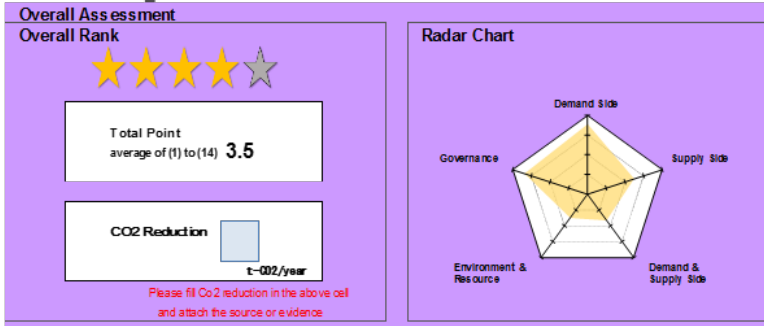 Overall Assessment
Overall Rank
Total Point
average of (1) to (14) 3.5
CO2 Reduction
t-CO2/year
Please fill Co2 reduction in the above cell
and attach the source or evidence
Radar Chart
Demand Side
Governance
Supply Side
Environment &
Resource
Demand &
Supply Side